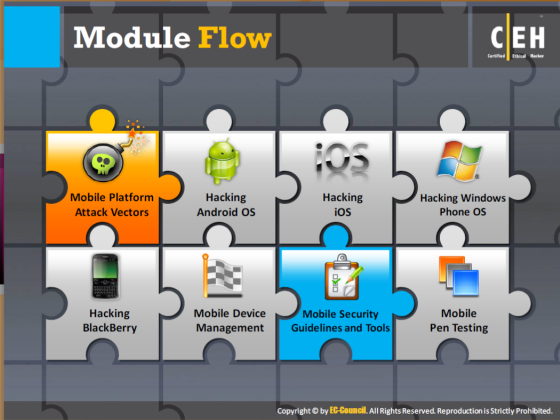 Module Flow
C|EH
Certified Ethical Hacker
Mobile Platform
Attack Vectors
Hacking
Android OS
iOS
Hacking
iOS
Hacking Windows
Phone OS
Hacking
BlackBerry
Mobile Device
Management
Mobile Security
Guidelines and Tools
Mobile
Pen Testing
Copyright © by EC-Council. All Rights Reserved. Reproduction is Strictly Prohibited.